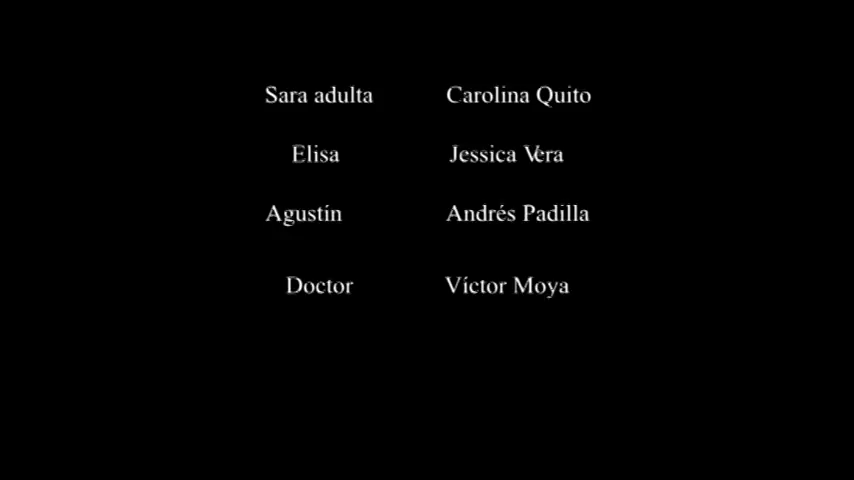 Sara adulta Carolina Quito
Elisa Jessica Vera
Agustín Andrés Padilla
Doctor Víctor Moya